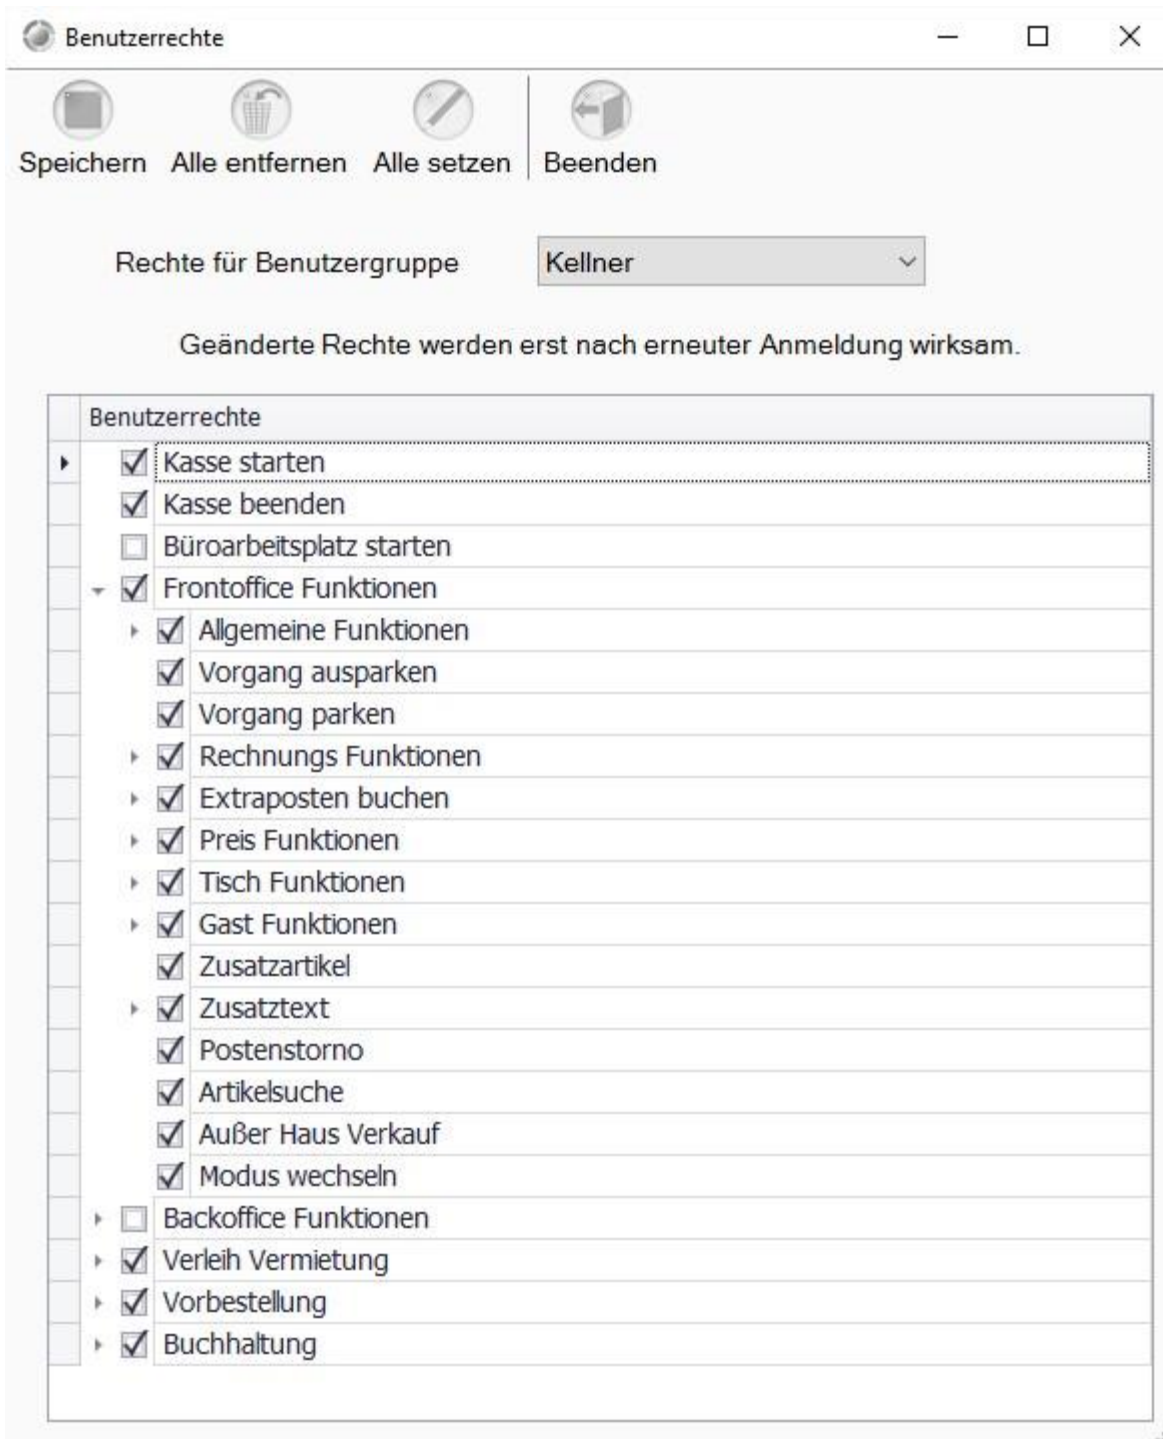 Benutzerrechte
Speichern Alle entfernen Alle setzen Beenden
Rechte für Benutzergruppe Kellner
Geänderte Rechte werden erst nach erneuter Anmeldung wirksam.
Benutzerrechte
Kasse starten
Kasse beenden
Büroarbeitsplatz starten
Frontoffice Funktionen
Allgemeine Funktionen
Vorgang ausparken
Vorgang parken
Rechnungs Funktionen
Extraposten buchen
Preis Funktionen
Tisch Funktionen
Gast Funktionen
Zusatzartikel
Zusatztext
Postenstorno
Artikelsuche
Außer Haus Verkauf
Modus wechseln
Backoffice Funktionen
Verleih Vermietung
Vorbestellung
Buchhaltung